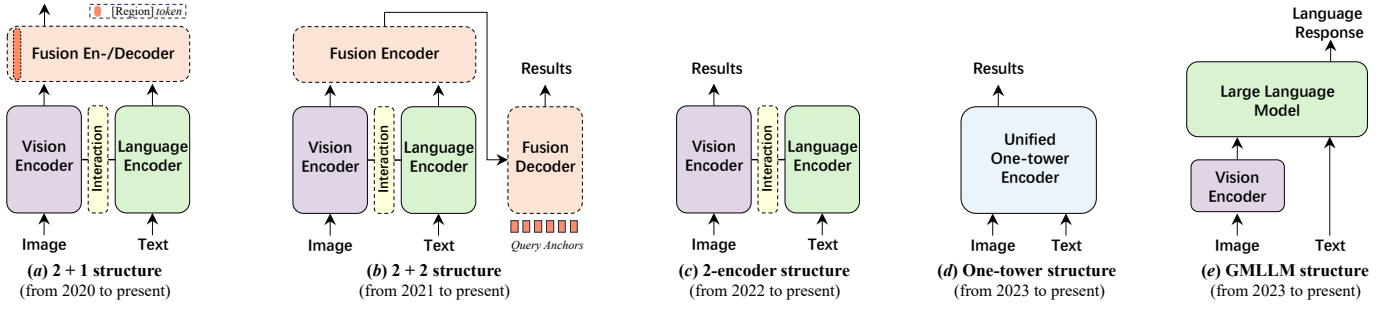 [Region] token
Fusion En-/Decoder
Vision
Encoder
Interaction
Language
Encoder
Image
Text
(a) 2 + 1 structure
(from 2020 to present)
Fusion Encoder
Vision
Encoder
Interaction
Language
Encoder
Image
Text
Results
Fusion
Decoder
Query Anchors
(b) 2 + 2 structure
(from 2021 to present)
Results
Vision
Encoder
Interaction
Language
Encoder
Image
Text
(c) 2-encoder structure
(from 2022 to present)
Results
Unified
One-tower
Encoder
Image
Text
(d) One-tower structure
(from 2023 to present)
Language
Response
Large Language
Model
Vision
Encoder
Image
Text
(e) GMLLM structure
(from 2023 to present)